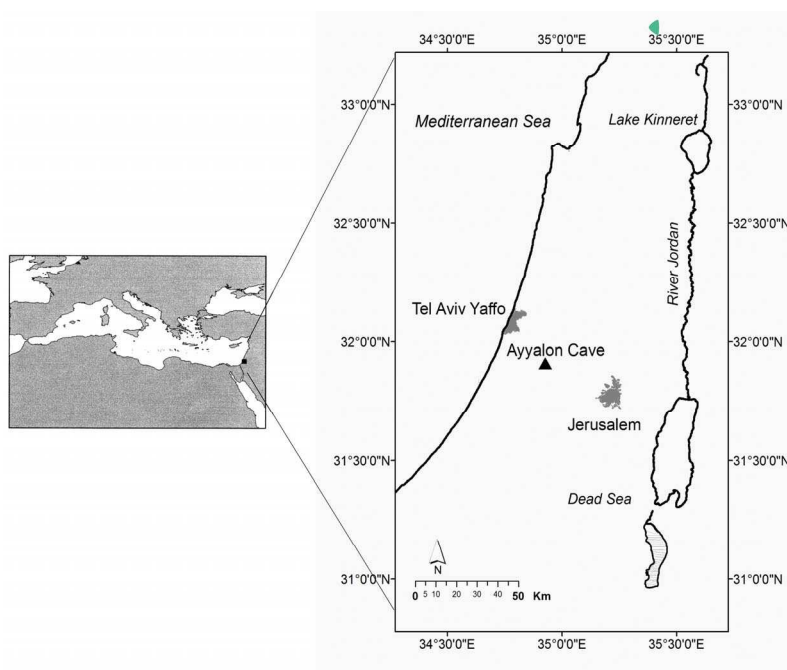 34°30'0"E 35°0'0"E 35°30'0"E
33°0'0"N 33°0'0"N
Mediterranean Sea Lake Kinneret
32°30'0"N 32°30'0"N
River Jordan
Tel Aviv Yaffo
32°0'0"N 32°0'0"N
Ayyalon Cave
Jerusalem
31°30'0"N 31°30'0"N
Dead Sea
N
31°0'0"N 31°0'0"N
0 5 10 20 30 40 50 Km
34°30'0"E 35°0'0"E 35°30'0"E